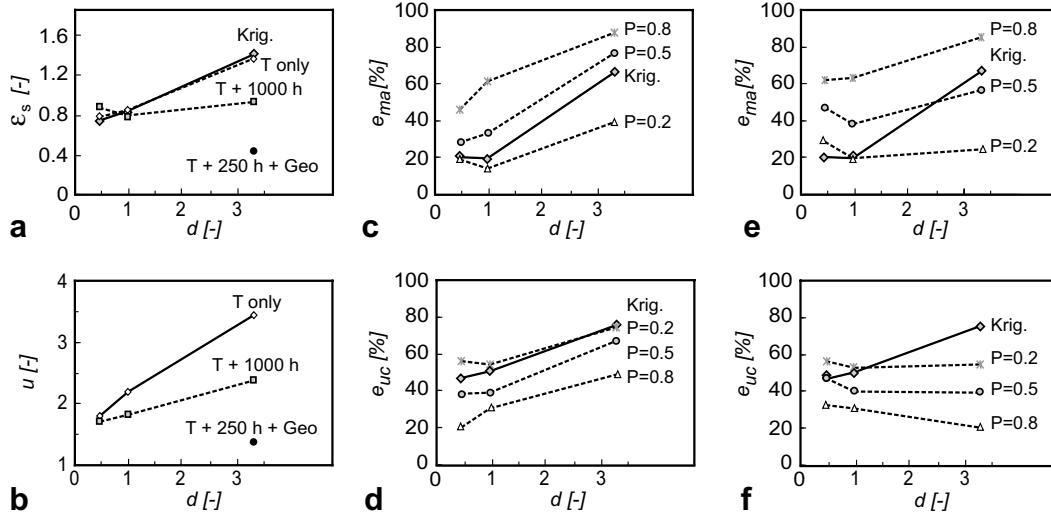 1.6
1.2
0.8
0.4
0
εs [-]
Krig.
T only
T + 1000 h
T + 250 h + Geo
0 1 2 3
d [-]
a
100
80
60
40
20
0
ema[%]
P=0.8
P=0.5
Krig.
P=0.2
0 1 2 3
d [-]
c
100
80
60
40
20
0
ema[%]
P=0.8
Krig.
P=0.5
P=0.2
0 1 2 3
d [-]
e
4
3
2
1
u [-]
T only
T + 1000 h
T + 250 h + Geo
0 1 2 3
d [-]
b
100
80
60
40
20
0
euc [%]
Krig.
P=0.2
P=0.5
P=0.8
0 1 2 3
d [-]
d
100
80
60
40
20
0
euc [%]
Krig.
P=0.2
P=0.5
P=0.8
0 1 2 3
d [-]
f